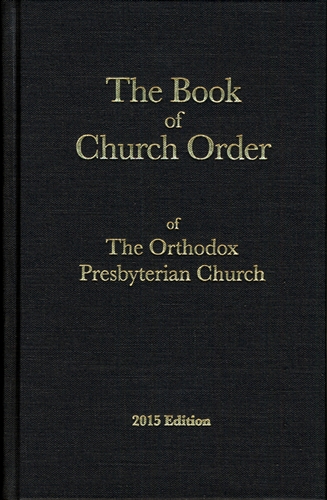 The Book
of
Church Order
of
The Orthodox
Presbyterian Church
2015 Edition